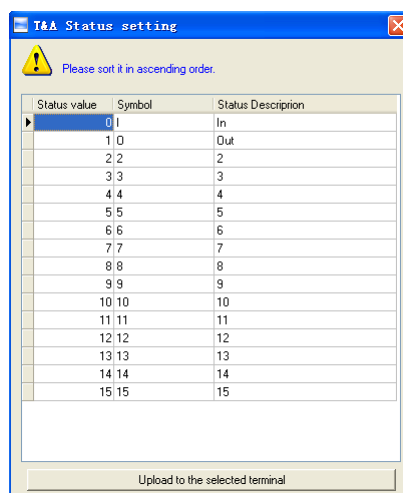 T&A Status setting
Please sort it in ascending order.
Status value Symbol Status Descriprion
0 I In
1 O Out
2 2 2
3 3 3
4 4 4
5 5 5
6 6 6
7 7 7
8 8 8
9 9 9
10 10 10
11 11 11
12 12 12
13 13 13
14 14 14
15 15 15
Upload to the selected terminal